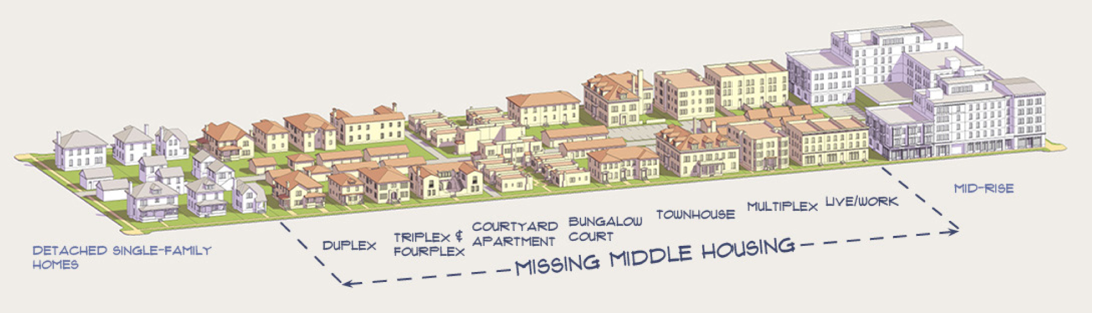 DETACHED SINGLE-FAMILY
HOMES
DUPLEX
TRIPLEX &
FOURPLEX
COURTYARD
APARTMENT
BUNGALOW
COURT
TOWNHOUSE
MULTIPLEX
LIVE/WORK
MID-RISE
MISSING MIDDLE HOUSING